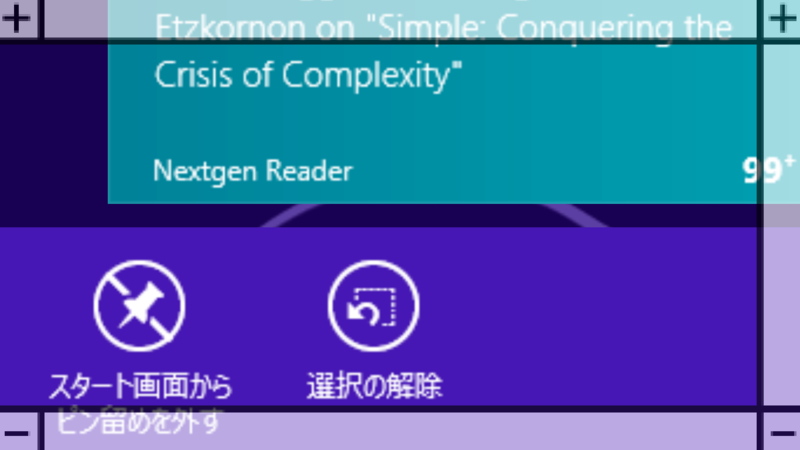 Etzkornon on "Simple: Conquering the
Crisis of Complexity"
Nextgen Reader
99+
スタート画面から
ピン留めを外す
選択の解除